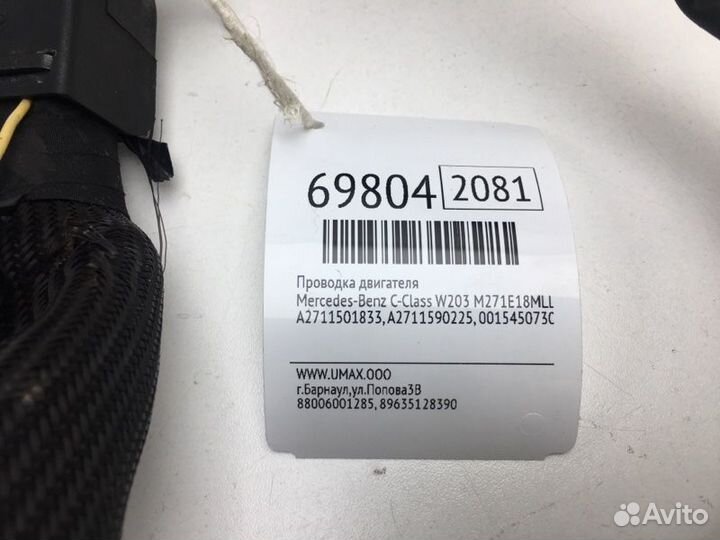 69804 2081
Проводка двигателя
Mercedes-Benz C-Class W203 M271E18MLL
A2711501833, A2711590225, 001545073C
WWW.UMAX.OOO
г.Барнаул,ул.Попова3В
88006001285, 89635128390
Avito